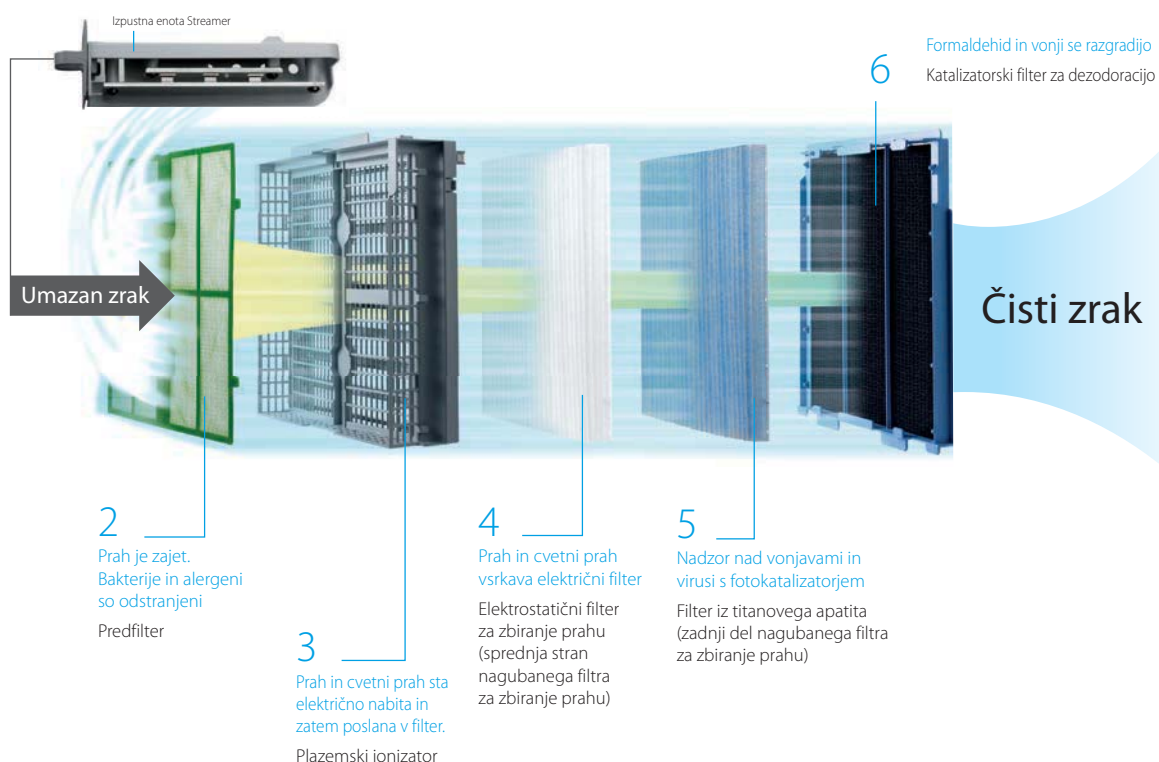 Izpustna enota Streamer
6
Formaldehid in vonji se razgradijo
Katalizatorski filter za dezodoracijo
Umazan zrak
Čisti zrak
2
Prah je zajet.
Bakterije in alergeni
so odstranjeni
Predfilter
3
Prah in cvetni prah sta
električno nabita in
zatem poslana v filter.
Plazemski ionizator
4
Prah in cvetni prah
vsrkava električni filter
Elektrostatični filter
za zbiranje prahu
(sprednja stran
nagubanega filtra
za zbiranje prahu)
5
Nadzor nad vonjavami in
virusi s fotokatalizatorjem
Filter iz titanovega apatita
(zadnji del nagubanega filtra
za zbiranje prahu)